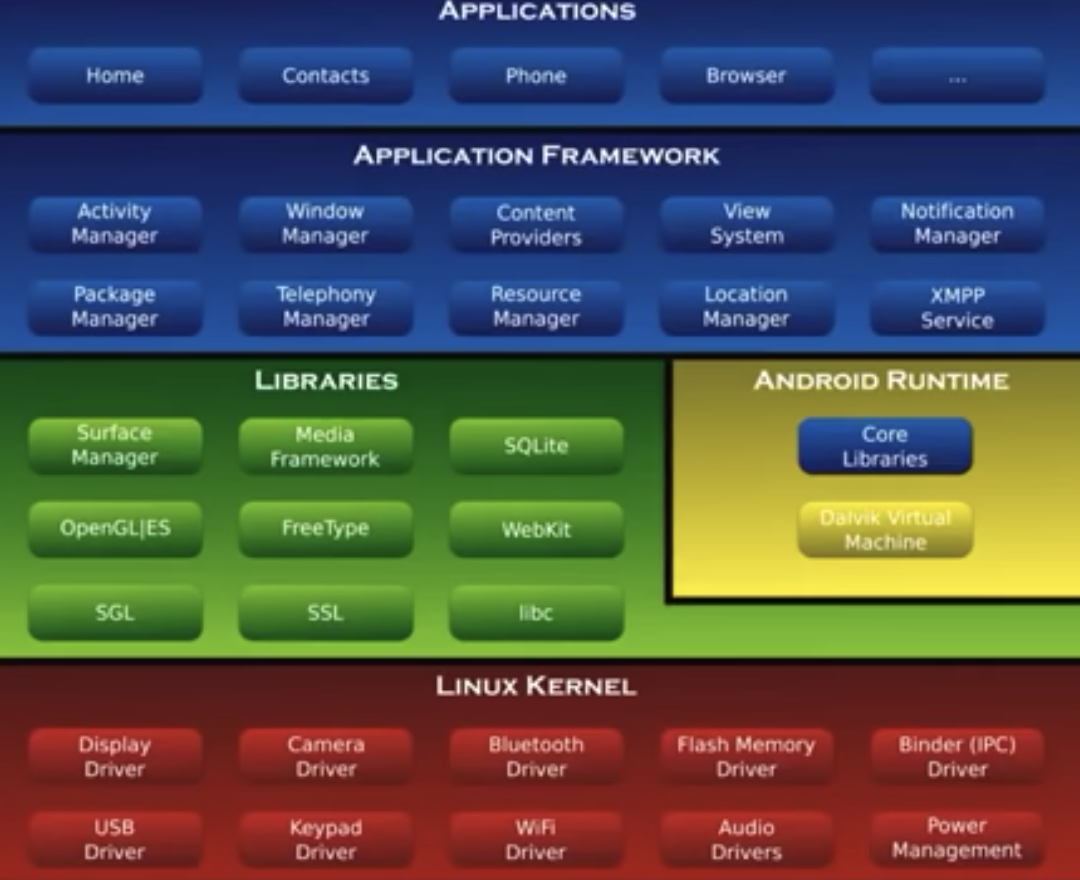 APPLICATIONS
Home
Contacts
Phone
Browser
...
APPLICATION FRAMEWORK
Activity
Manager
Window
Manager
Content
Providers
View
System
Notification
Manager
Package
Manager
Telephony
Manager
Resource
Manager
Location
Manager
XMPP
Service
LIBRARIES
Surface
Manager
Media
Framework
SQLite
OpenGL|ES
FreeType
WebKit
SGL
SSL
libc
ANDROID RUNTIME
Core
Libraries
Dalvik Virtual
Machine
LINUX KERNEL
Display
Driver
Camera
Driver
Bluetooth
Driver
Flash Memory
Driver
Binder (IPC)
Driver
USB
Driver
Keypad
Driver
WiFi
Driver
Audio
Drivers
Power
Management